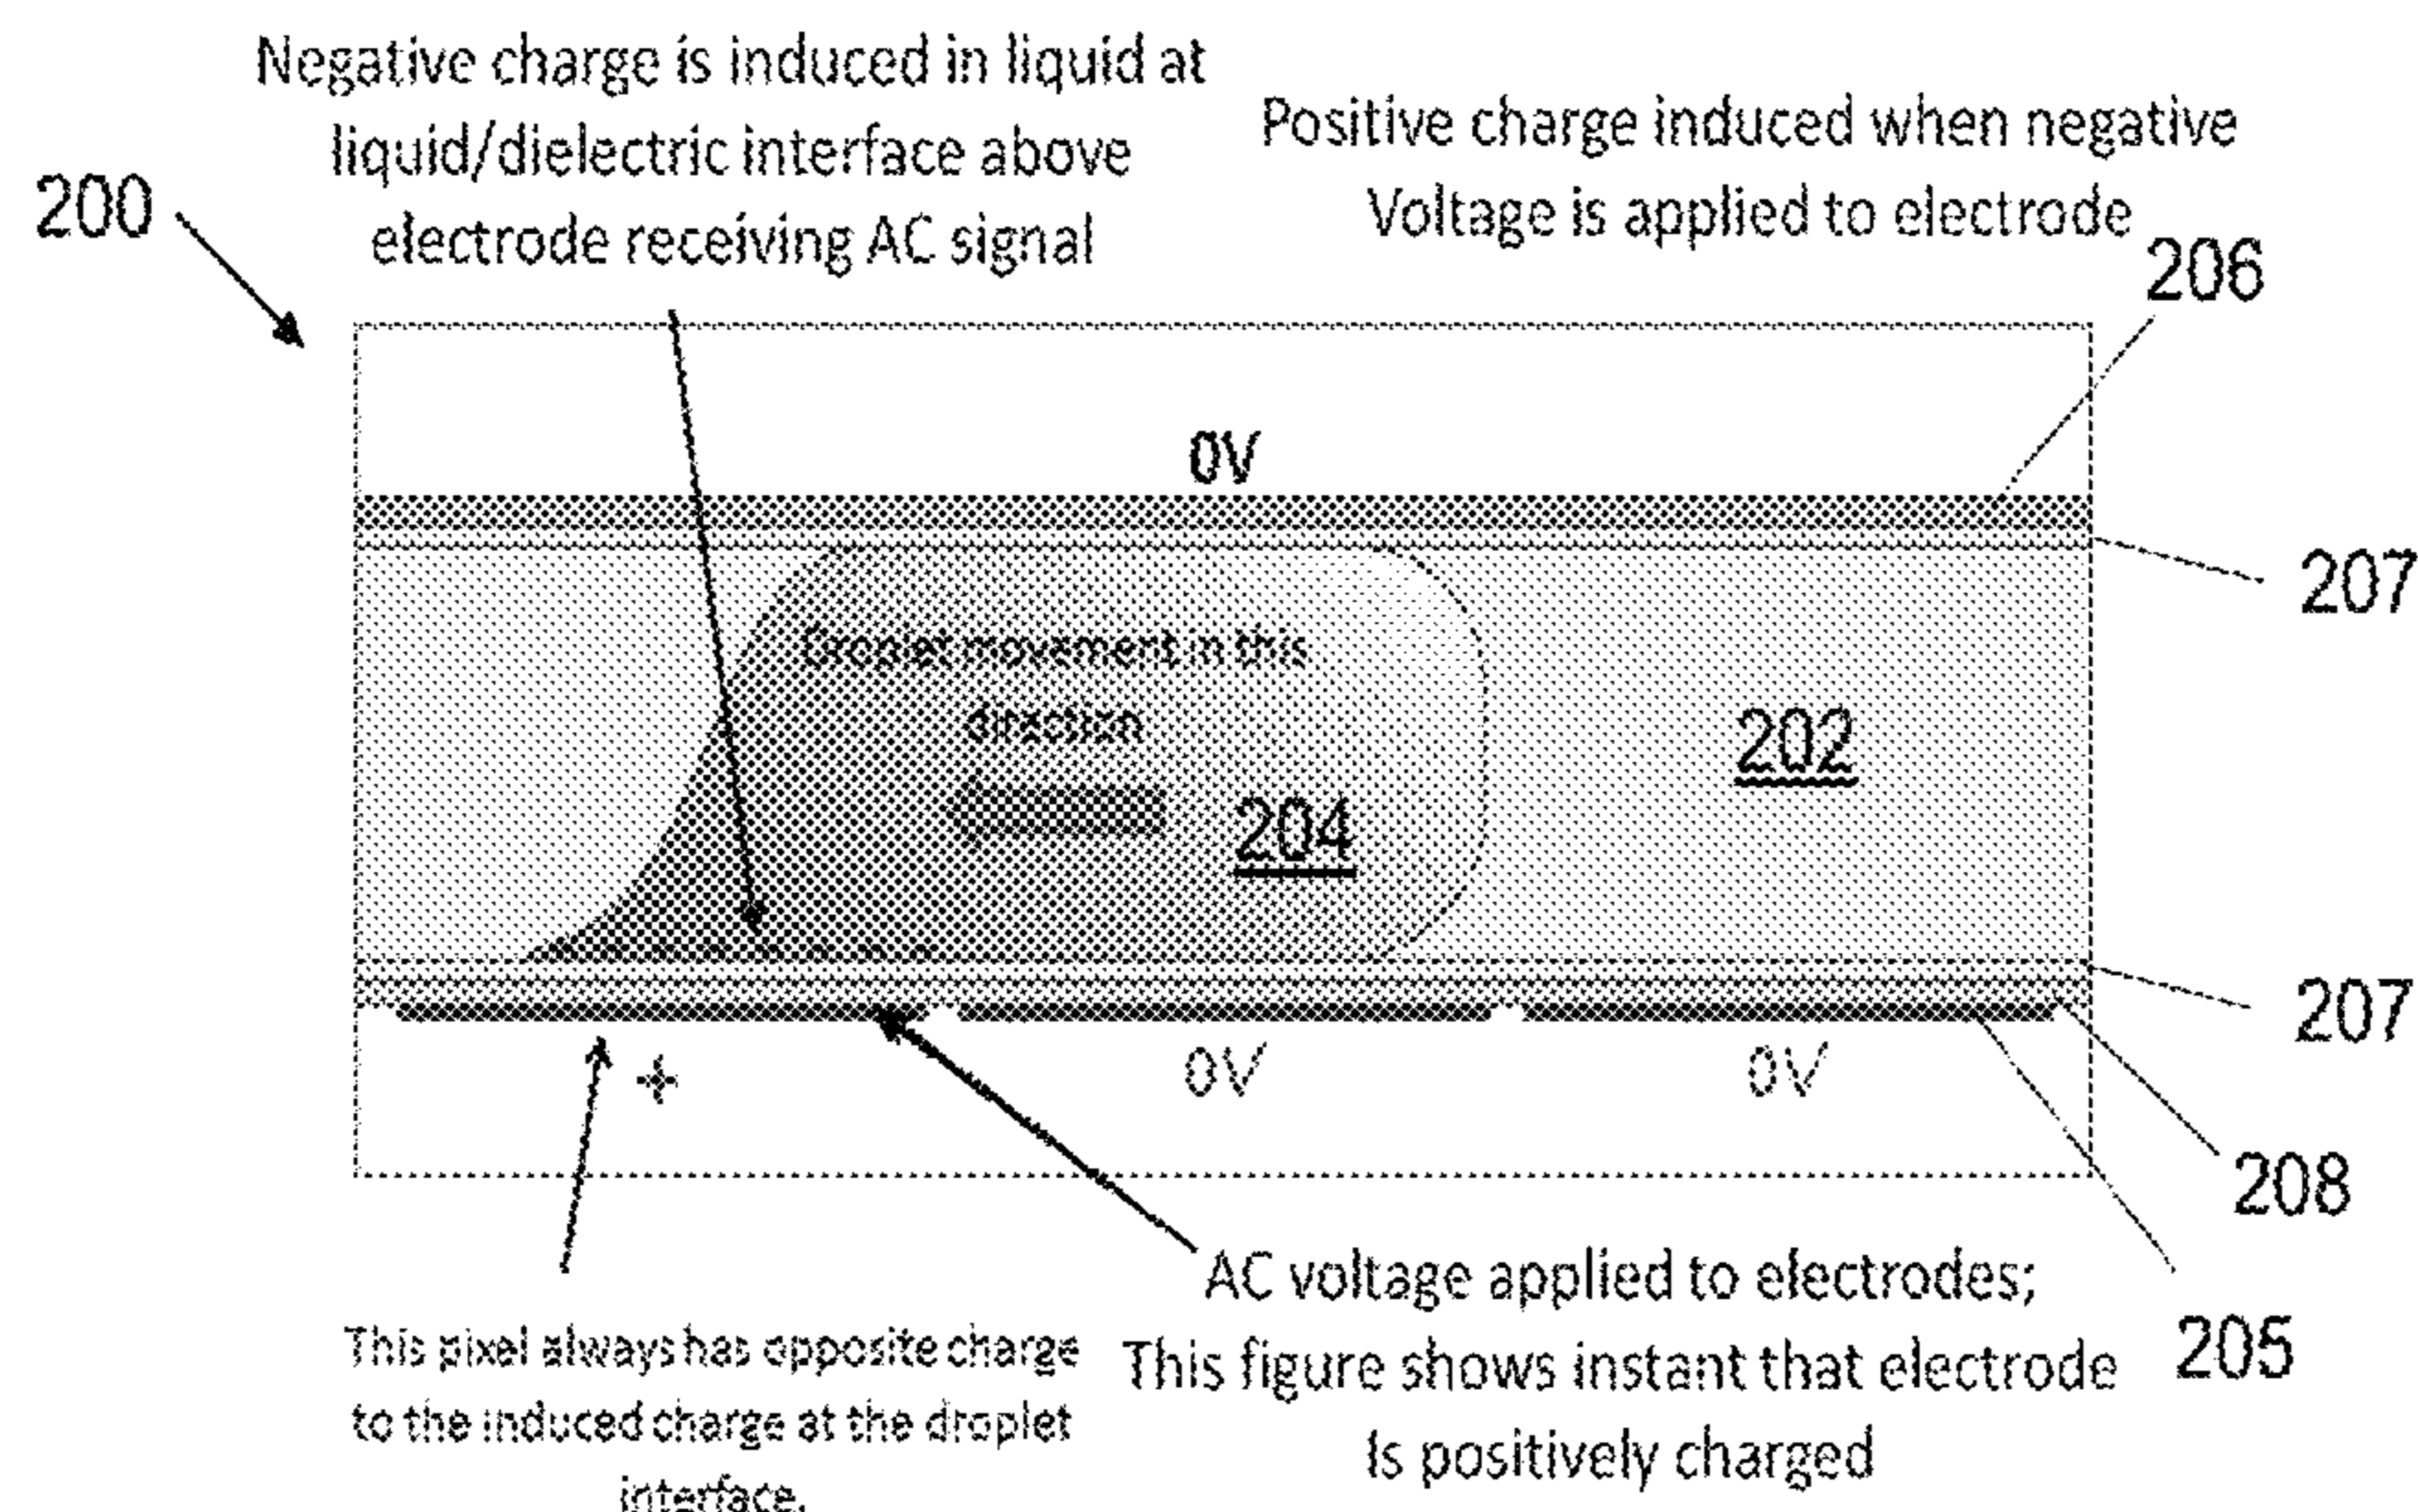 Negative charge is induced in liquid at
liquid/dielectric interface above
electrode receiving AC signal
Positive charge induced when negative
Voltage is applied to electrode
200
206
0V
207
Droplet movement in this
direction
202
204
207
+
0V
0V
208
205
AC voltage applied to electrodes;
This figure shows instant that electrode
Is positively charged
This pixel always has opposite charge
to the induced charge at the droplet
interface.